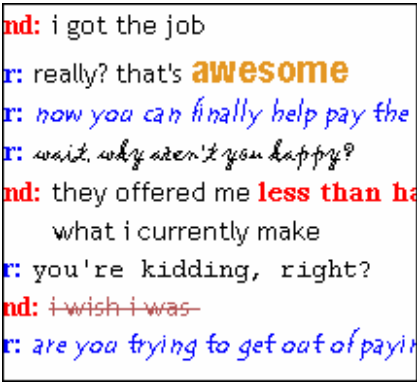 nd: i got the job
r: really? that's awesome
r: now you can finally help pay the
r: wait, why aren't you happy?
nd: they offered me less than ha
what i currently make
r: you're kidding, right?
nd: i wish i was
r: are you trying to get out of payin